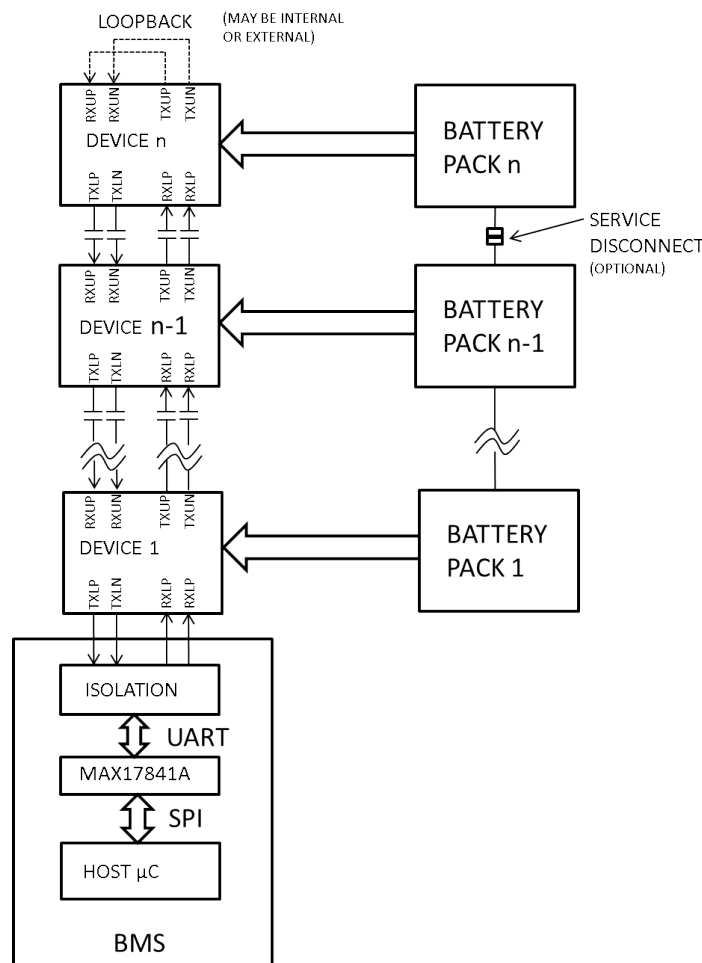 LOOPBACK
(MAY BE INTERNAL
OR EXTERNAL)
RXUP
RXUN
TXUP
TXUN
DEVICE n
TXLP
TXLN
RXLP
RXLP
BATTERY
PACK n
SERVICE
DISCONNECT
(OPTIONAL)
RXUP
RXUN
TXUP
TXUN
DEVICE n-1
TXLP
TXLN
RXLP
RXLP
BATTERY
PACK n-1
RXUP
RXUN
TXUP
TXUN
DEVICE 1
TXLP
TXLN
RXLP
RXLP
BATTERY
PACK 1
ISOLATION
UART
MAX17841A
SPI
HOST µC
BMS